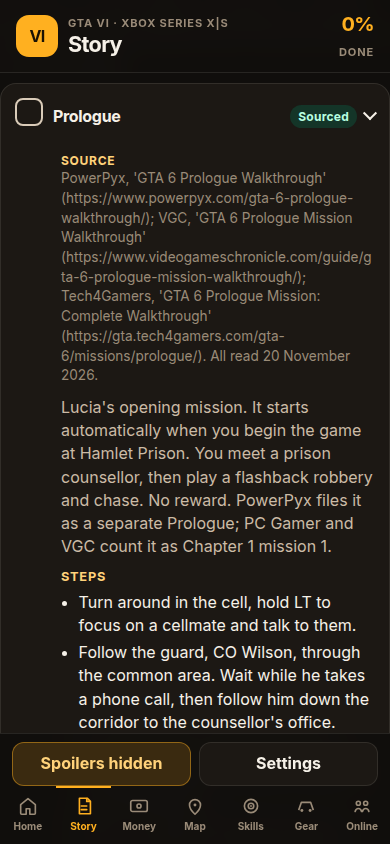 VI
GTA VI · XBOX SERIES X|S
Story
0%
DONE
Prologue
Sourced
SOURCE
PowerPyx, 'GTA 6 Prologue Walkthrough'
(https://www.powerpyx.com/gta-6-prologue-
walkthrough/); VGC, 'GTA 6 Prologue Mission
Walkthrough'
(https://www.videogameschronicle.com/guide/g
ta-6-prologue-mission-walkthrough/);
Tech4Gamers, 'GTA 6 Prologue Mission:
Complete Walkthrough'
(https://gta.tech4gamers.com/gta-
6/missions/prologue/). All read 20 November
2026.
Lucia's opening mission. It starts
automatically when you begin the game
at Hamlet Prison. You meet a prison
counsellor, then play a flashback robbery
and chase. No reward. PowerPyx files it
as a separate Prologue; PC Gamer and
VGC count it as Chapter 1 mission 1.
STEPS
• Turn around in the cell, hold LT to
focus on a cellmate and talk to them.
• Follow the guard, CO Wilson, through
the common area. Wait while he takes
a phone call, then follow him down the
corridor to the counsellor's office.
Spoilers hidden
Settings
Home
Story
Money
Map
Skills
Gear
Online